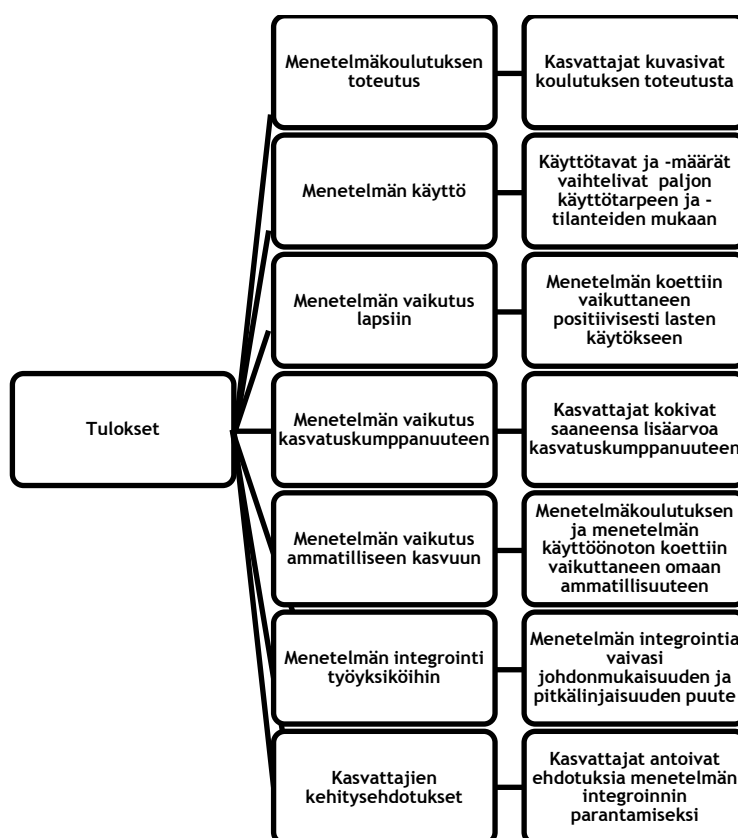 Menetelmäkoulutuksen
toteutus
Kasvattajat kuvasivat
koulutuksen toteutusta
Menetelmän käyttö
Käyttötavat ja -määrät
vaihtelivat paljon
käyttötarpeen ja -
tilanteiden mukaan
Menetelmän vaikutus
lapsiin
Menetelmän koettiin
vaikuttaneen
positiivisesti lasten
käytökseen
Tulokset
Menetelmän vaikutus
kasvatuskumppanuuteen
Kasvattajat kokivat
saaneensa lisäarvoa
kasvatuskumppanuuteen
Menetelmän vaikutus
ammatilliseen kasvuun
Menetelmäkoulutuksen
ja menetelmän
käyttöönoton koettiin
vaikuttaneen omaan
ammatillisuuteen
Menetelmän integrointi
työyksiköihin
Menetelmän integrointia
vaivasi
johdonmukaisuuden ja
pitkälinjaisuuden puute
Kasvattajien
kehitysehdotukset
Kasvattajat antoivat
ehdotuksia menetelmän
integroinnin
parantamiseksi